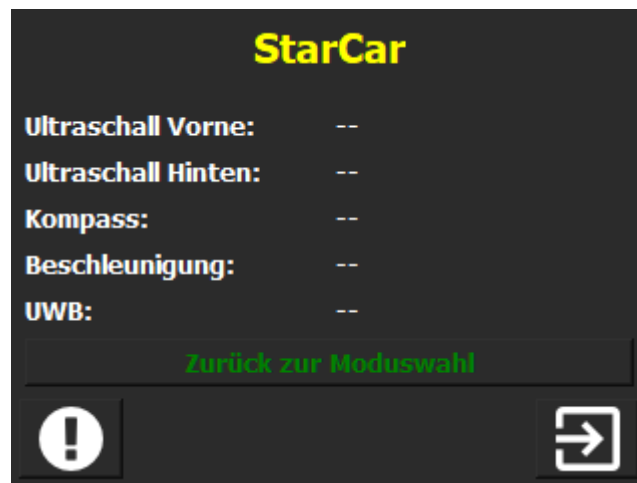 StarCar
Ultraschall Vorne: --
Ultraschall Hinten: --
Kompass: --
Beschleunigung: --
UWB: --
Zurück zur Moduswahl